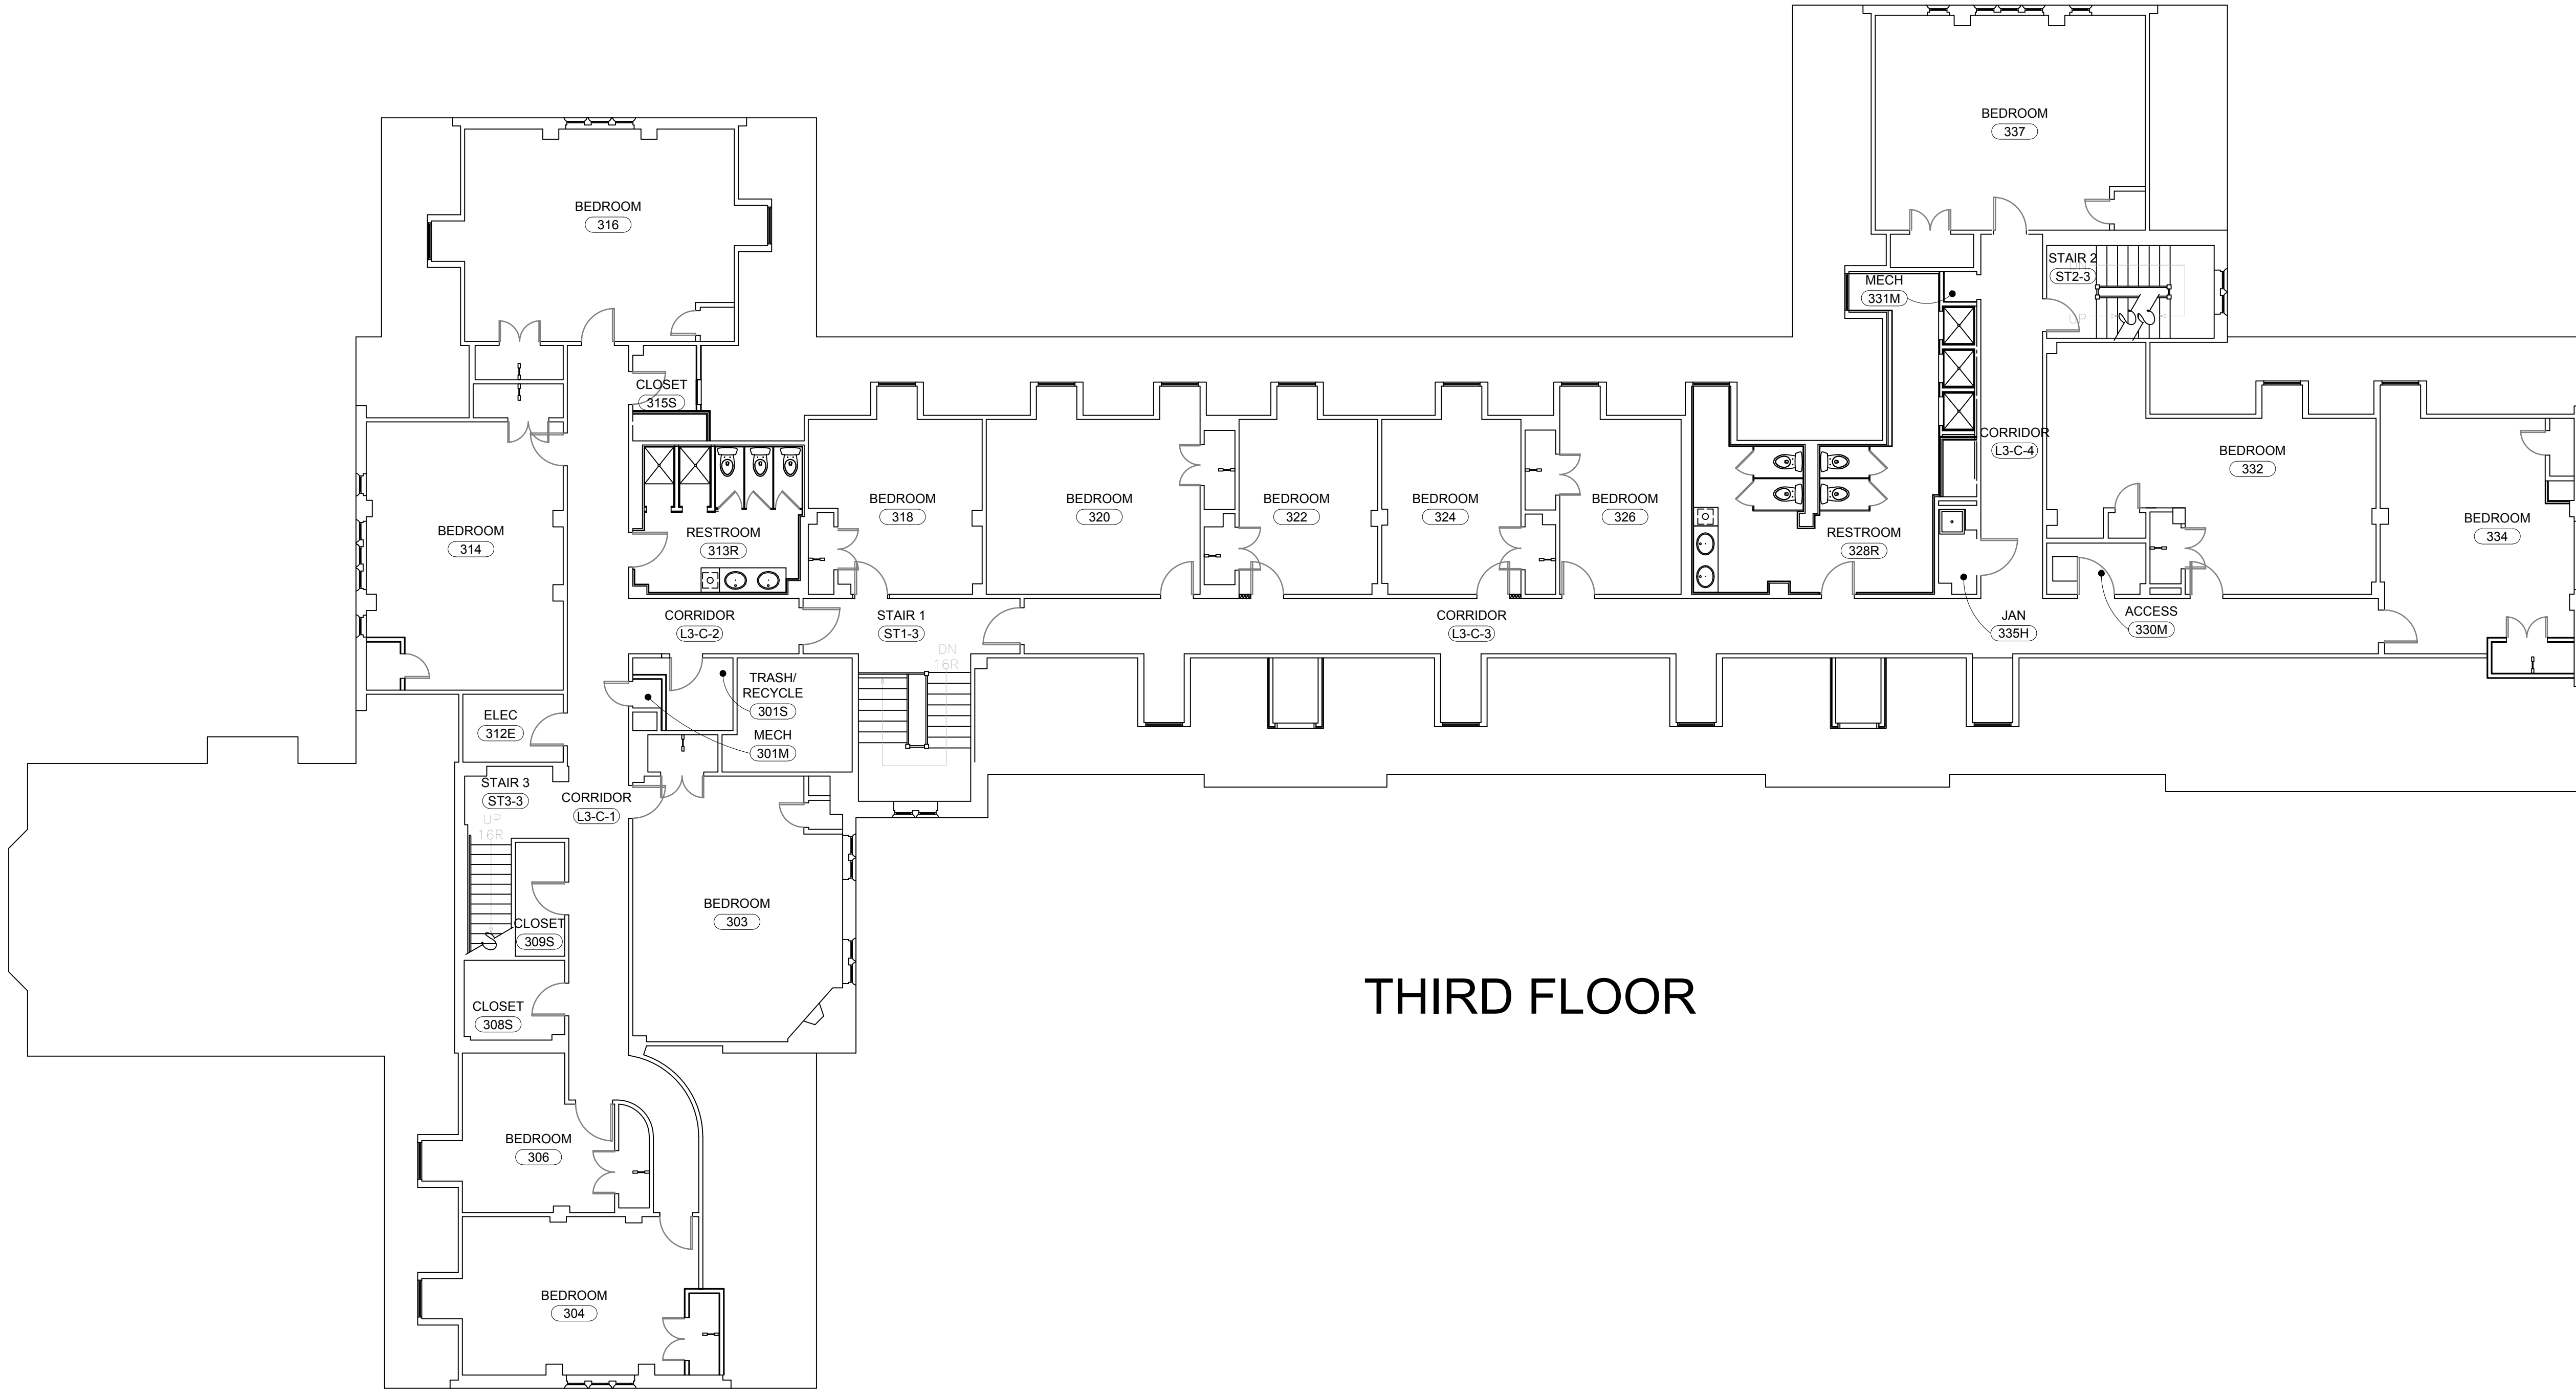 BEDROOM
337
BEDROOM
316
STAIR 2
ST2-3
UP
MECH
331M
CLOSET
315S
CORRIDOR
L3-C-4
BEDROOM
332
BEDROOM
318
BEDROOM
320
BEDROOM
322
BEDROOM
324
BEDROOM
326
BEDROOM
334
BEDROOM
314
RESTROOM
313R
RESTROOM
328R
CORRIDOR
L3-C-2
STAIR 1
ST1-3
DN
16R
CORRIDOR
L3-C-3
JAN
335H
ACCESS
330M
TRASH/
RECYCLE
301S
ELEC
312E
MECH
301M
STAIR 3
ST3-3
UP
16R
CORRIDOR
L3-C-1
BEDROOM
303
CLOSET
309S
CLOSET
308S
THIRD FLOOR
BEDROOM
306
BEDROOM
304